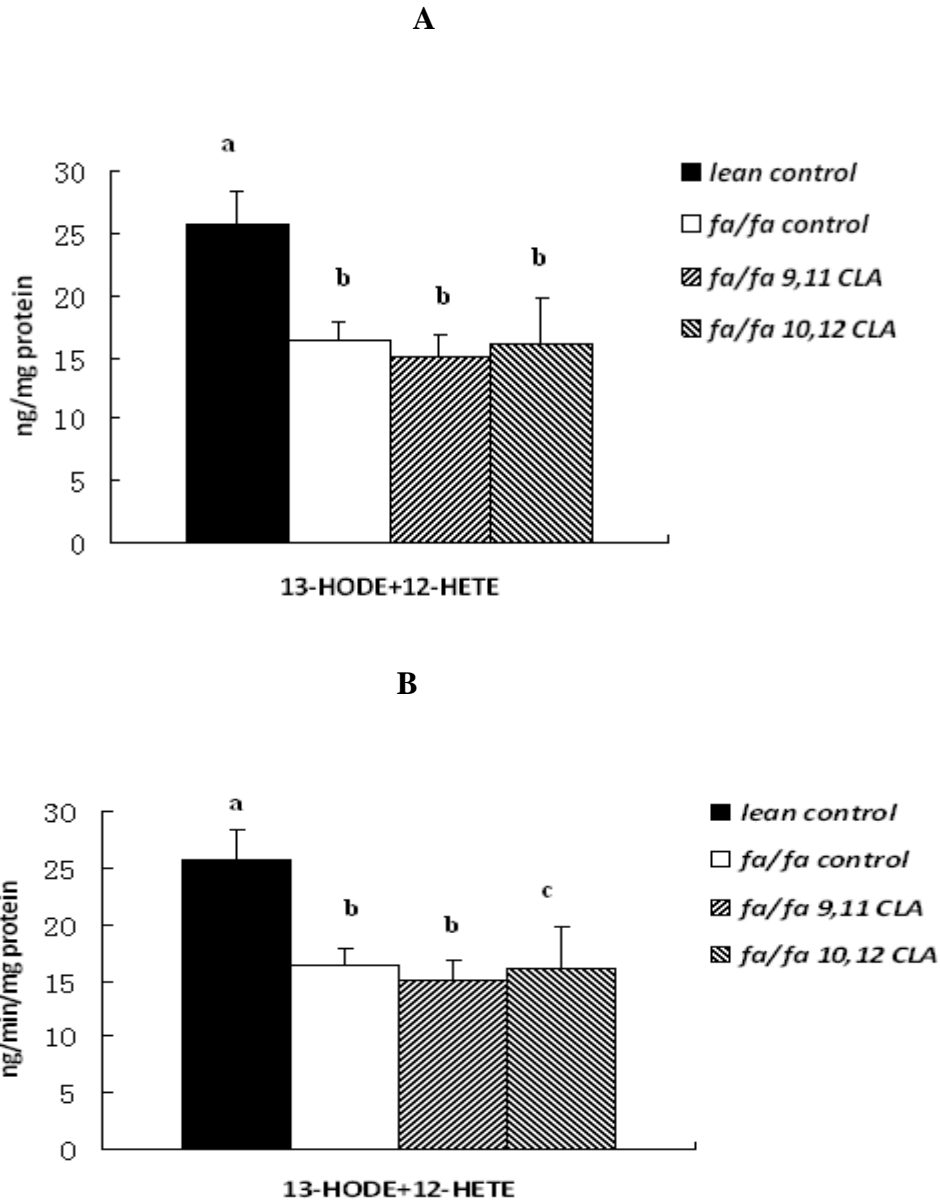 A
a
30
lean control
fa/fa control
25
b
b
b
fa/fa 9,11 CLA
20
fa/fa 10,12 CLA
15
ng/mg protein
10
5
0
13-HODE+12-HETE
B
a
30
lean control
fa/fa control
25
b
b
c
fa/fa 9,11 CLA
20
fa/fa 10,12 CLA
15
ng/min/mg protein
10
5
0
13-HODE+12-HETE